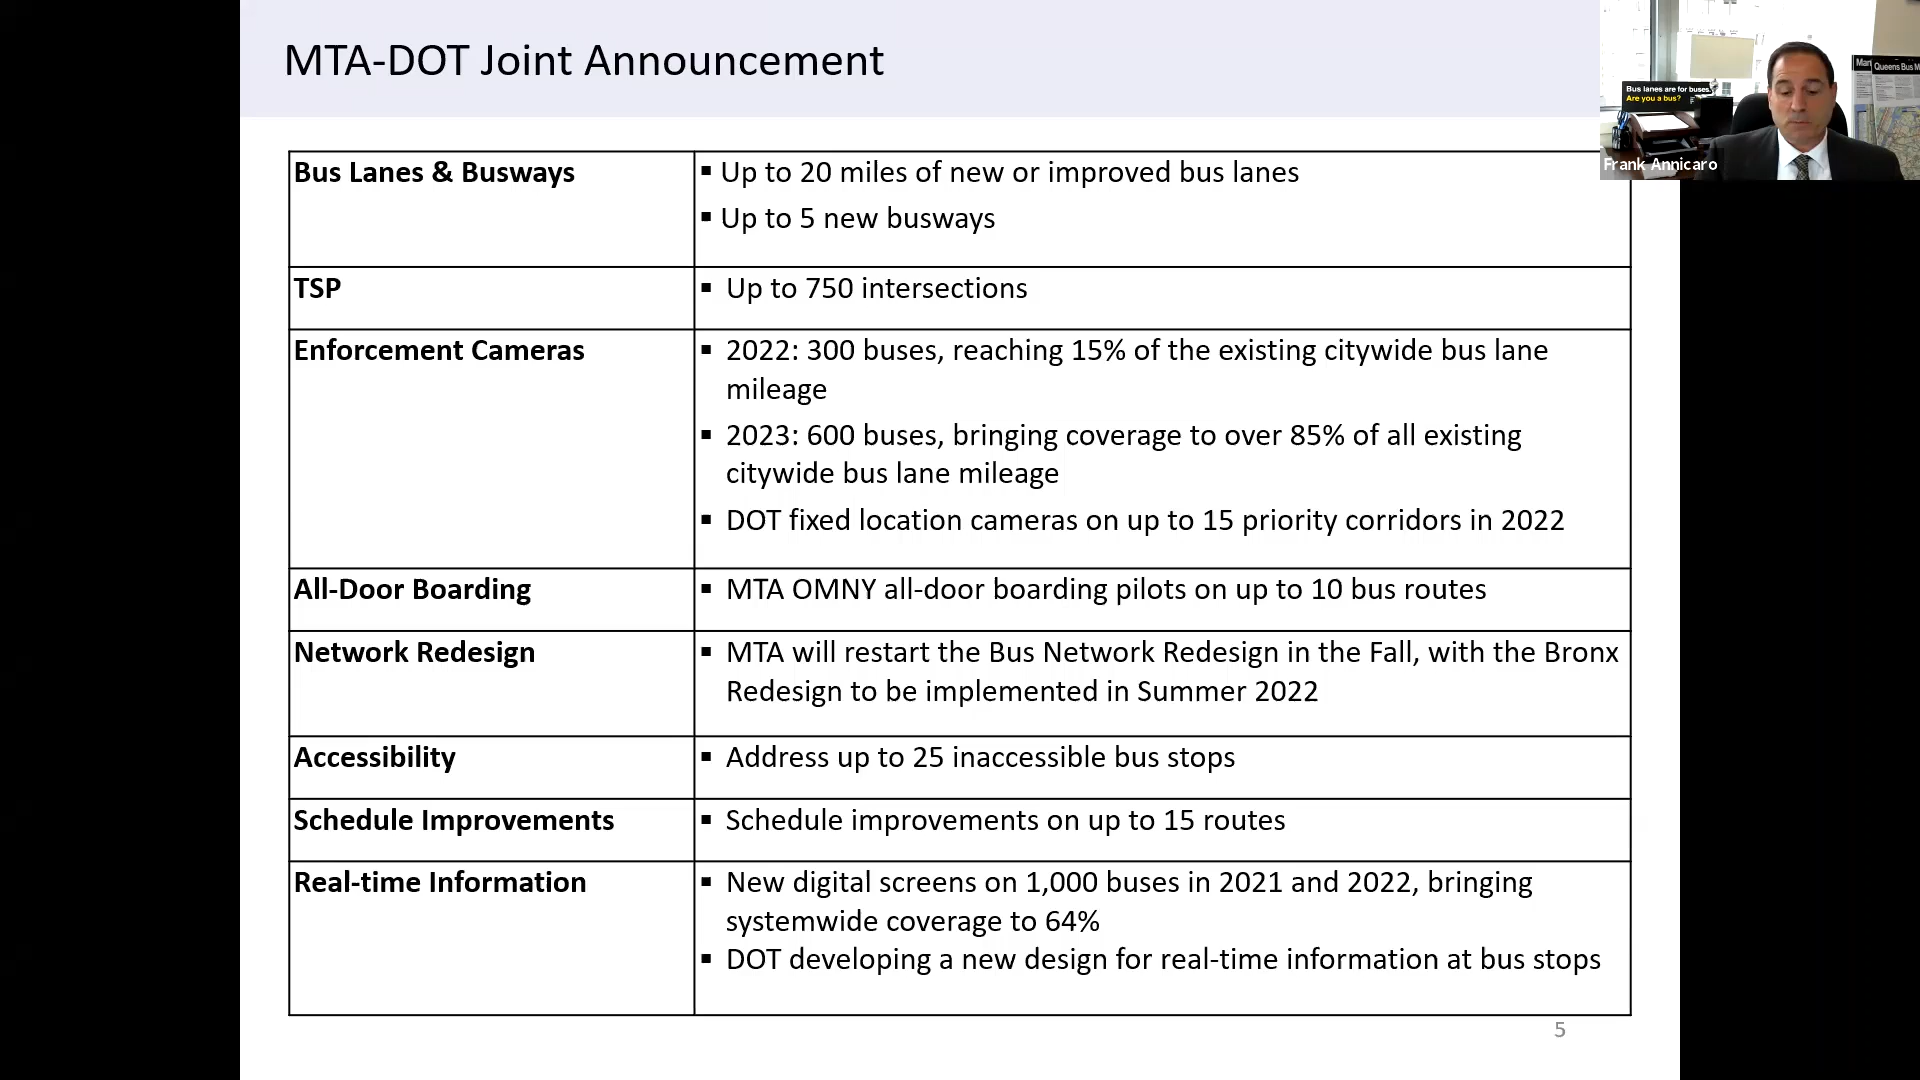 MTA-DOT Joint Announcement
Bus lanes are for buses.
Are you a bus?
Queens Bus M
Frank Annicaro
Bus Lanes & Busways
▪ Up to 20 miles of new or improved bus lanes
▪ Up to 5 new busways
TSP
▪ Up to 750 intersections
Enforcement Cameras
▪ 2022: 300 buses, reaching 15% of the existing citywide bus lane
mileage
▪ 2023: 600 buses, bringing coverage to over 85% of all existing
citywide bus lane mileage
▪ DOT fixed location cameras on up to 15 priority corridors in 2022
All-Door Boarding
▪ MTA OMNY all-door boarding pilots on up to 10 bus routes
Network Redesign
▪ MTA will restart the Bus Network Redesign in the Fall, with the Bronx
Redesign to be implemented in Summer 2022
Accessibility
▪ Address up to 25 inaccessible bus stops
Schedule Improvements
▪ Schedule improvements on up to 15 routes
Real-time Information
▪ New digital screens on 1,000 buses in 2021 and 2022, bringing
systemwide coverage to 64%
▪ DOT developing a new design for real-time information at bus stops
5